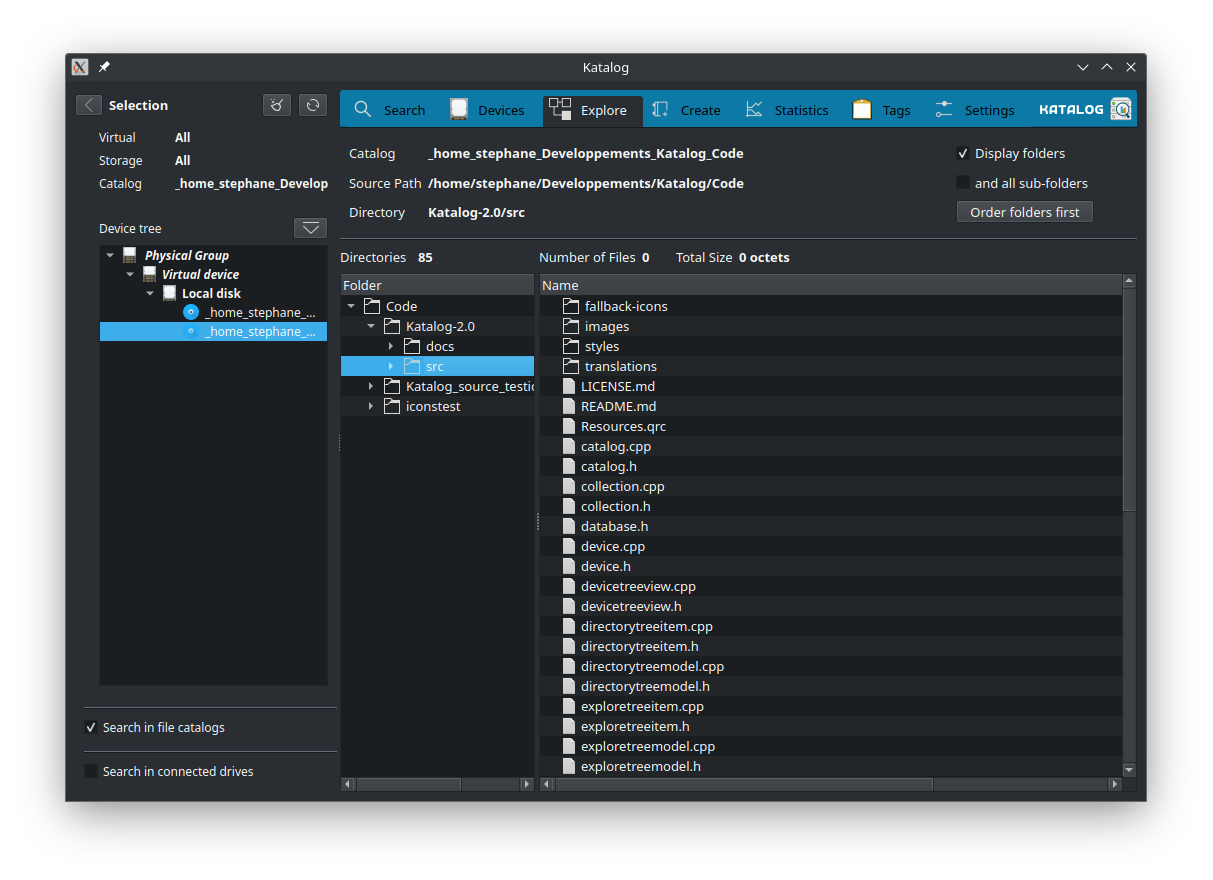 Katalog
Selection
Virtual All
Storage All
Catalog _home_stephane_Develop
Device tree
Physical Group
Virtual device
Local disk
_home_stephane_...
_home_stephane_...
Search in file catalogs
Search in connected drives
Search Devices Explore Create Statistics Tags Settings KATALOG
Catalog _home_stephane_Developpements_Katalog_Code
Display folders
Source Path /home/stephane/Developpements/Katalog/Code
and all sub-folders
Directory Katalog-2.0/src
Order folders first
Directories 85
Number of Files 0 Total Size 0 octets
Folder
Code
Katalog-2.0
docs
src
Katalog_source_testic
iconstest
Name
fallback-icons
images
styles
translations
LICENSE.md
README.md
Resources.qrc
catalog.cpp
catalog.h
collection.cpp
collection.h
database.h
device.cpp
device.h
devicetreeview.cpp
devicetreeview.h
directorytreeitem.cpp
directorytreeitem.h
directorytreemodel.cpp
directorytreemodel.h
exploretreeitem.cpp
exploretreeitem.h
exploretreemodel.cpp
exploretreemodel.h